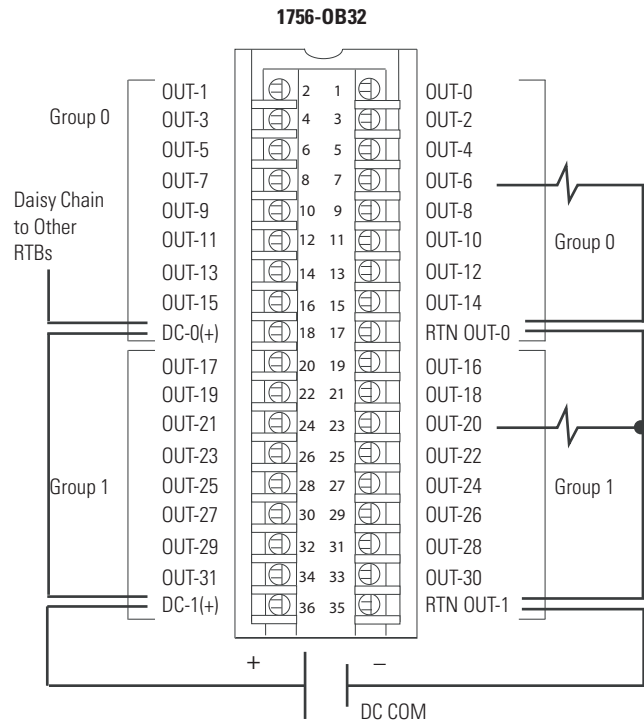 1756-OB32
OUT-1 2 1 OUT-0
Group 0
OUT-3 4 3 OUT-2
OUT-5 6 5 OUT-4
OUT-7 8 7 OUT-6
Daisy Chain
to Other
RTBs
OUT-9 10 9 OUT-8
OUT-11 12 11 OUT-10
Group 0
OUT-13 14 13 OUT-12
OUT-15 16 15 OUT-14
DC-0(+) 18 17 RTN OUT-0
OUT-17 20 19 OUT-16
OUT-19 22 21 OUT-18
OUT-21 24 23 OUT-20
OUT-23 26 25 OUT-22
Group 1 OUT-25 28 27 OUT-24 Group 1
OUT-27 30 29 OUT-26
OUT-29 32 31 OUT-28
OUT-31 34 33 OUT-30
DC-1(+) 36 35 RTN OUT-1
+ –
DC COM